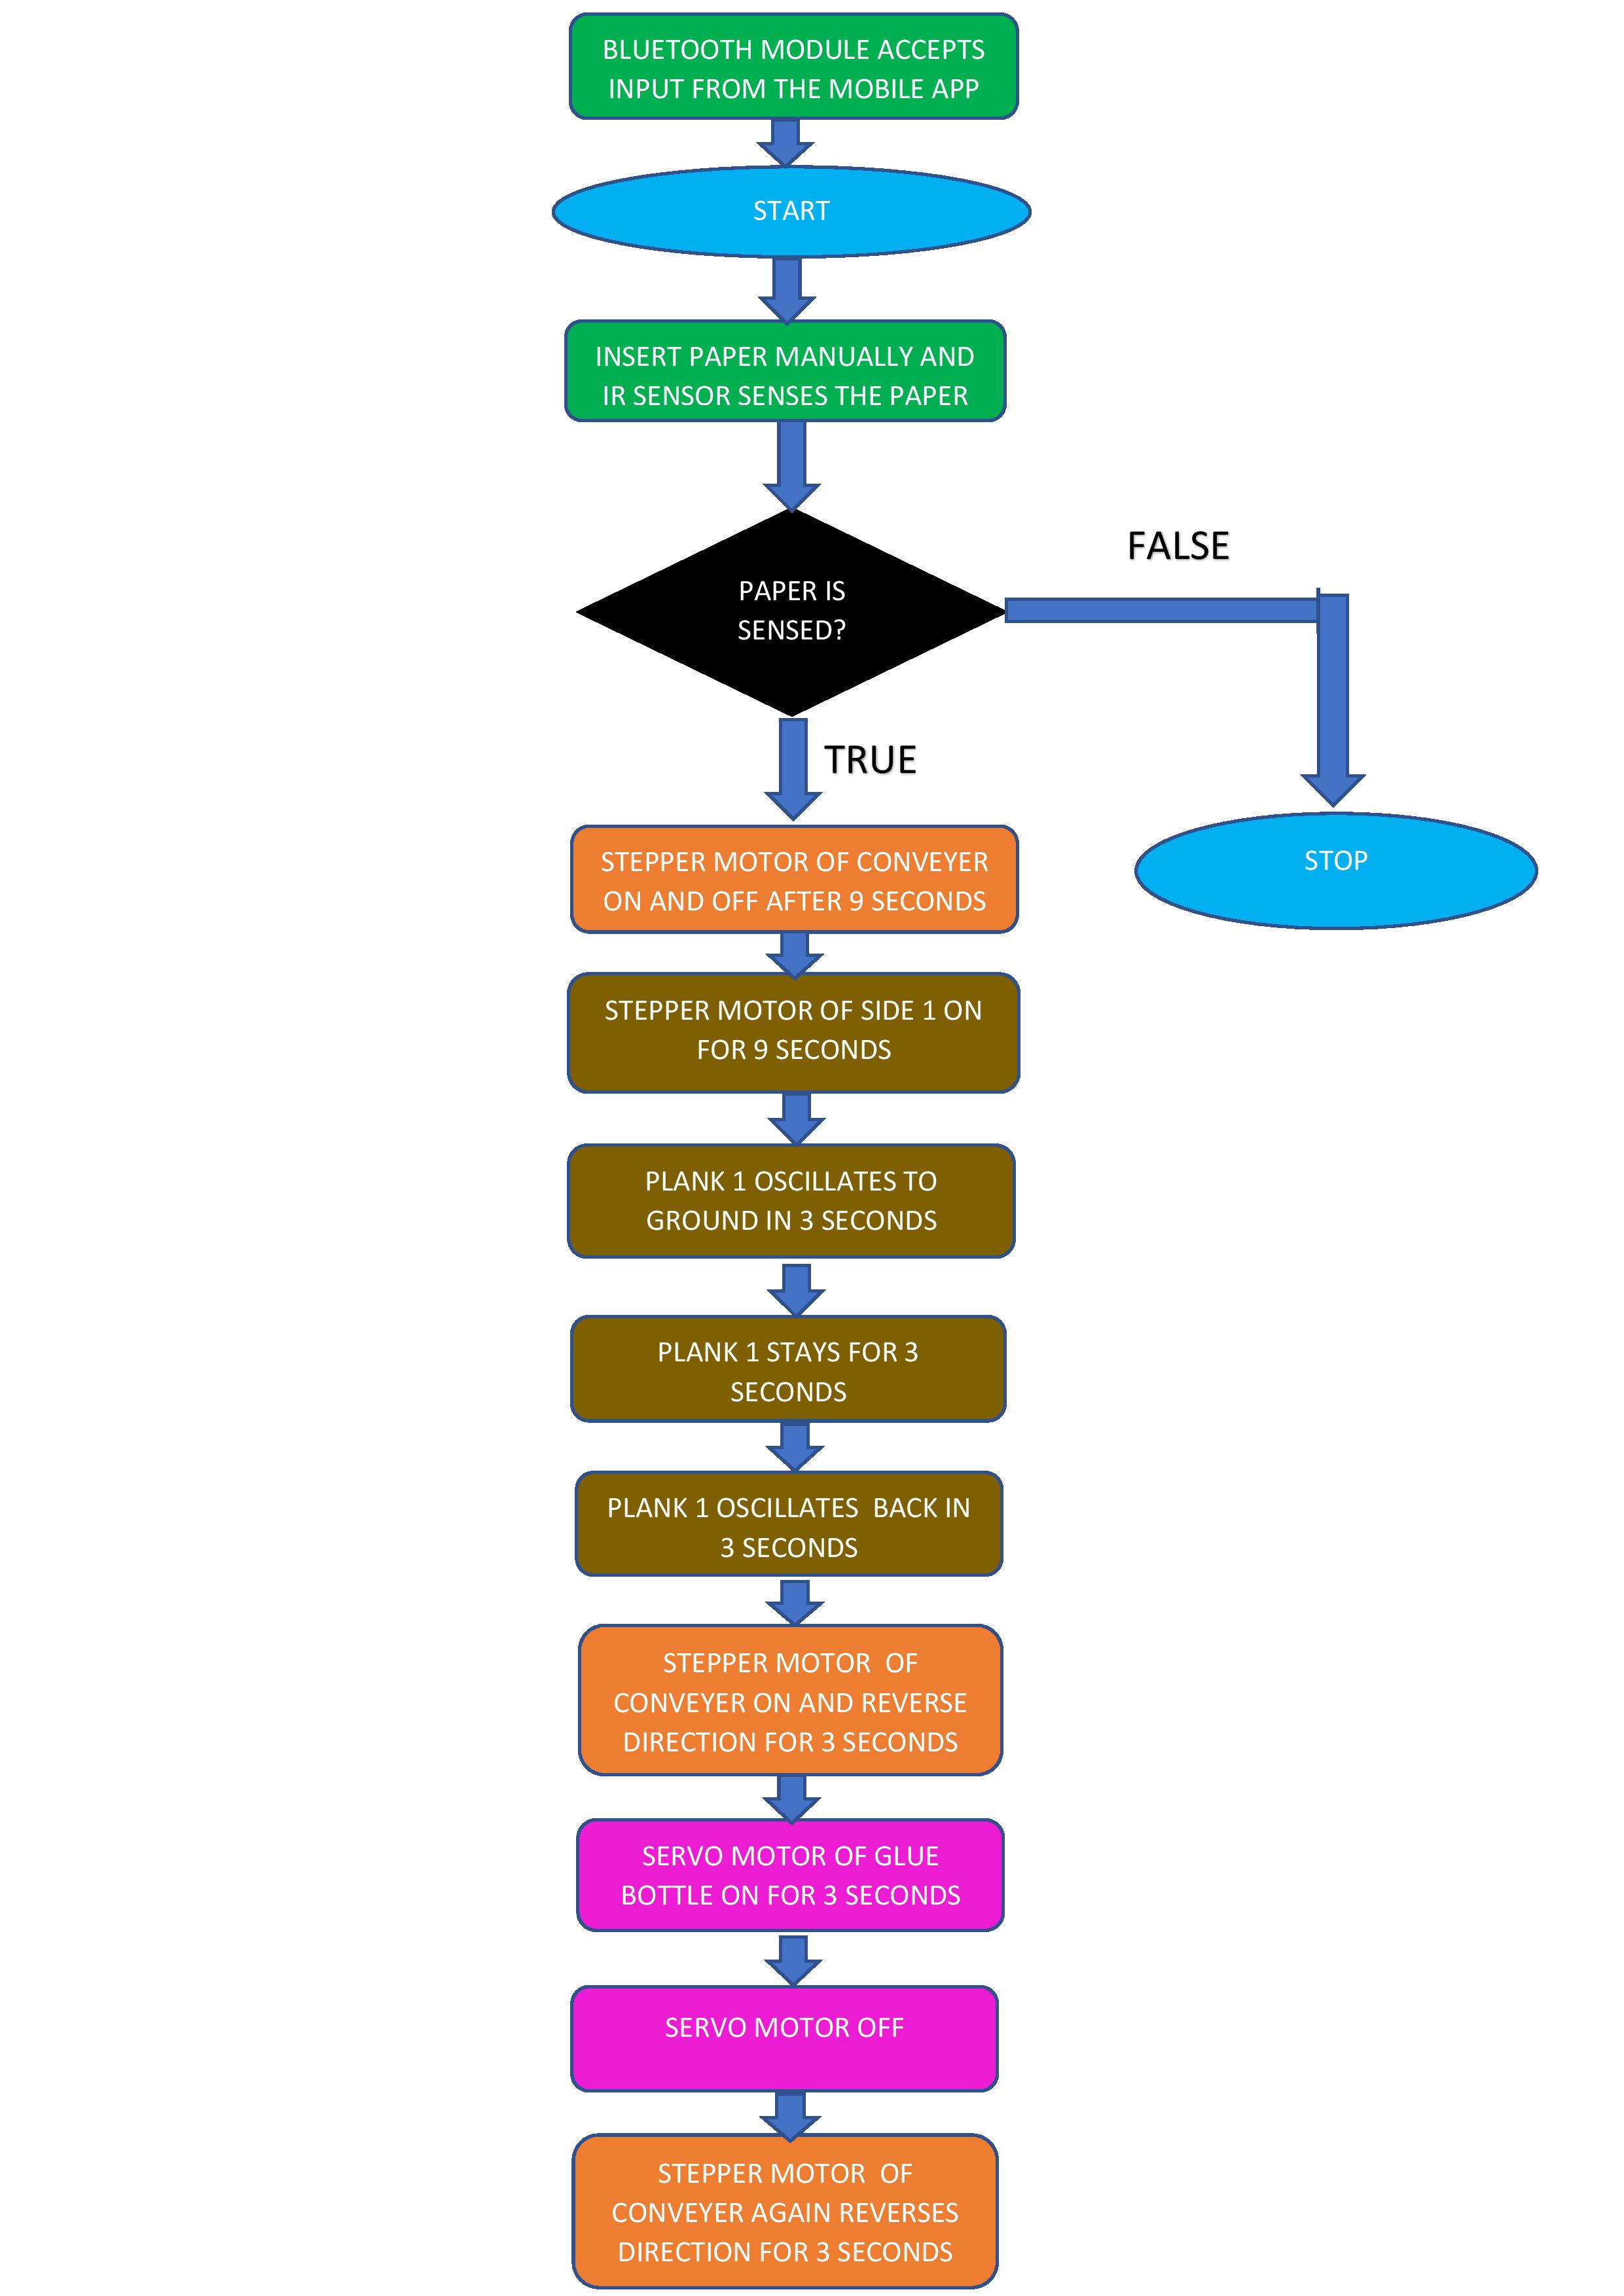 BLUETOOTH MODULE ACCEPTS
INPUT FROM THE MOBILE APP
START
INSERT PAPER MANUALLY AND
IR SENSOR SENSES THE PAPER
PAPER IS
SENSED?
FALSE
TRUE
STEPPER MOTOR OF CONVEYER
ON AND OFF AFTER 9 SECONDS
STOP
STEPPER MOTOR OF SIDE 1 ON
FOR 9 SECONDS
PLANK 1 OSCILLATES TO
GROUND IN 3 SECONDS
PLANK 1 STAYS FOR 3
SECONDS
PLANK 1 OSCILLATES  BACK IN
3 SECONDS
STEPPER MOTOR  OF
CONVEYER ON AND REVERSE
DIRECTION FOR 3 SECONDS
SERVO MOTOR OF GLUE
BOTTLE ON FOR 3 SECONDS
SERVO MOTOR OFF
STEPPER MOTOR  OF
CONVEYER AGAIN REVERSES
DIRECTION FOR 3 SECONDS